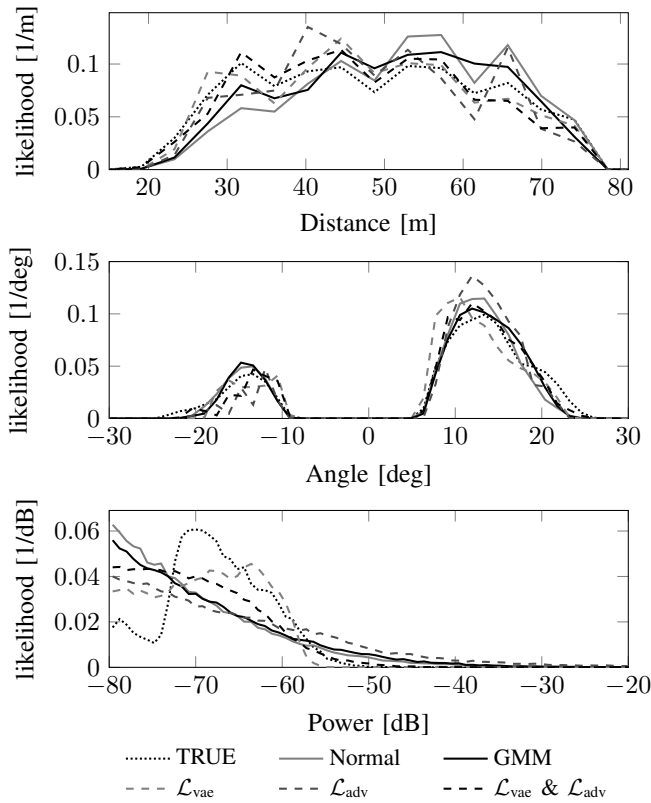 likelihood [1/m]
0.1
0.05
0
20 30 40 50 60 70 80
Distance [m]
likelihood [1/deg]
0.15
0.1
0.05
0
−30 −20 −10 0 10 20 30
Angle [deg]
likelihood [1/dB]
0.06
0.04
0.02
0
−80 −70 −60 −50 −40 −30 −20
Power [dB]
TRUE Normal GMM
ℒvae ℒadv ℒvae & ℒadv